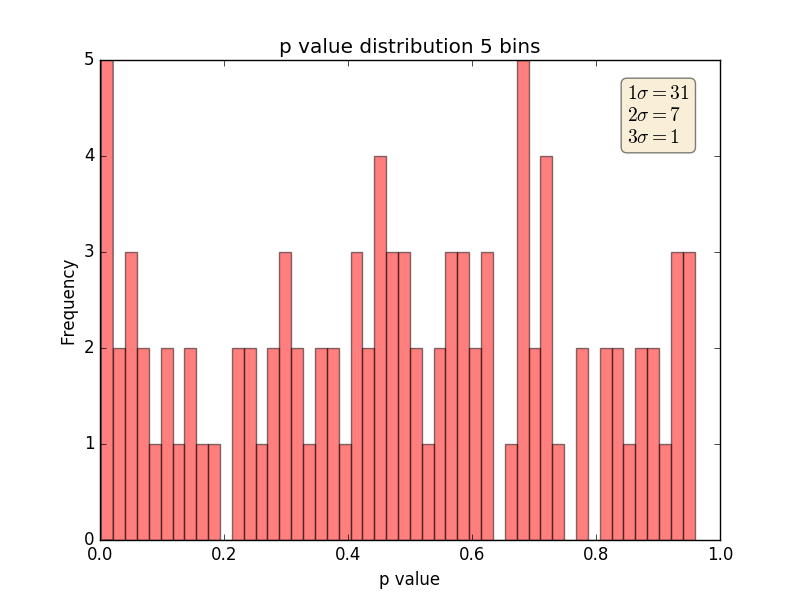 p value distribution 5 bins
1σ = 31
2σ = 7
3σ = 1
Frequency
5
4
3
2
1
0
0.0 0.2 0.4 0.6 0.8 1.0
p value